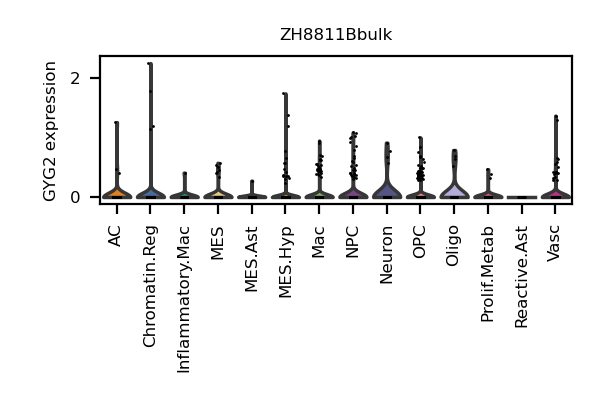 ZH8811Bbulk
GYG2 expression
2
0
AC
Chromatin.Reg
Inflammatory.Mac
MES
MES.Ast
MES.Hyp
Mac
NPC
Neuron
OPC
Oligo
Prolif.Metab
Reactive.Ast
Vasc